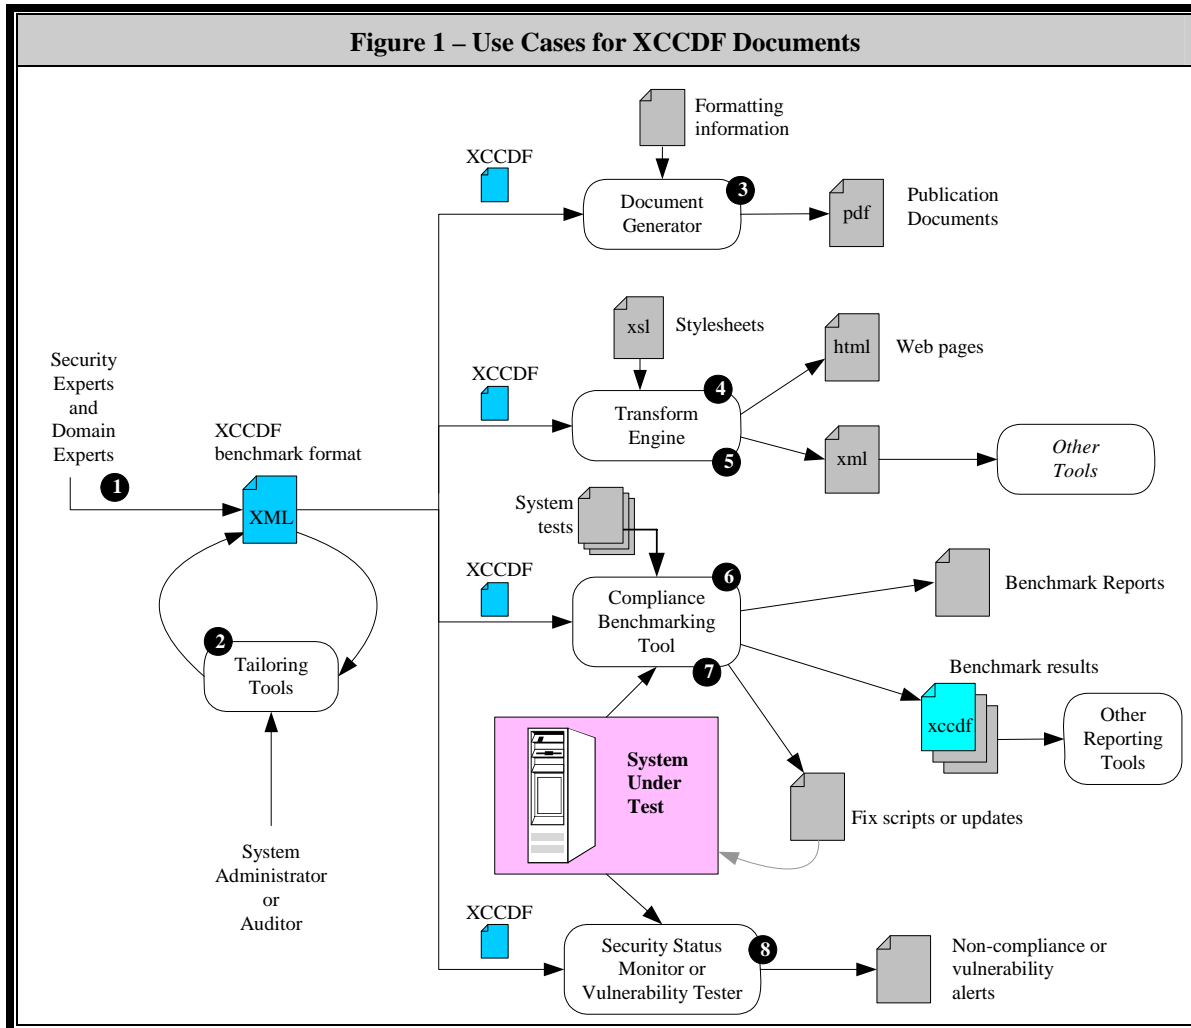 Figure 1 – Use Cases for XCCDF Documents
Formatting
information
XCCDF
3
Document
Generator
pdf
Publication
Documents
xsl
Stylesheets
html
Web pages
XCCDF
4
Transform
Engine
5
xml
Other
Tools
Security
Experts
and
Domain
Experts
1
XCCDF
benchmark format
XML
System
tests
XCCDF
6
Compliance
Benchmarking
Tool
7
Benchmark Reports
2
Tailoring
Tools
Benchmark results
xccdf
Other
Reporting
Tools
System
Under
Test
Fix scripts or updates
System
Administrator
or
Auditor
XCCDF
8
Security Status
Monitor or
Vulnerability Tester
Non-compliance or
vulnerability
alerts